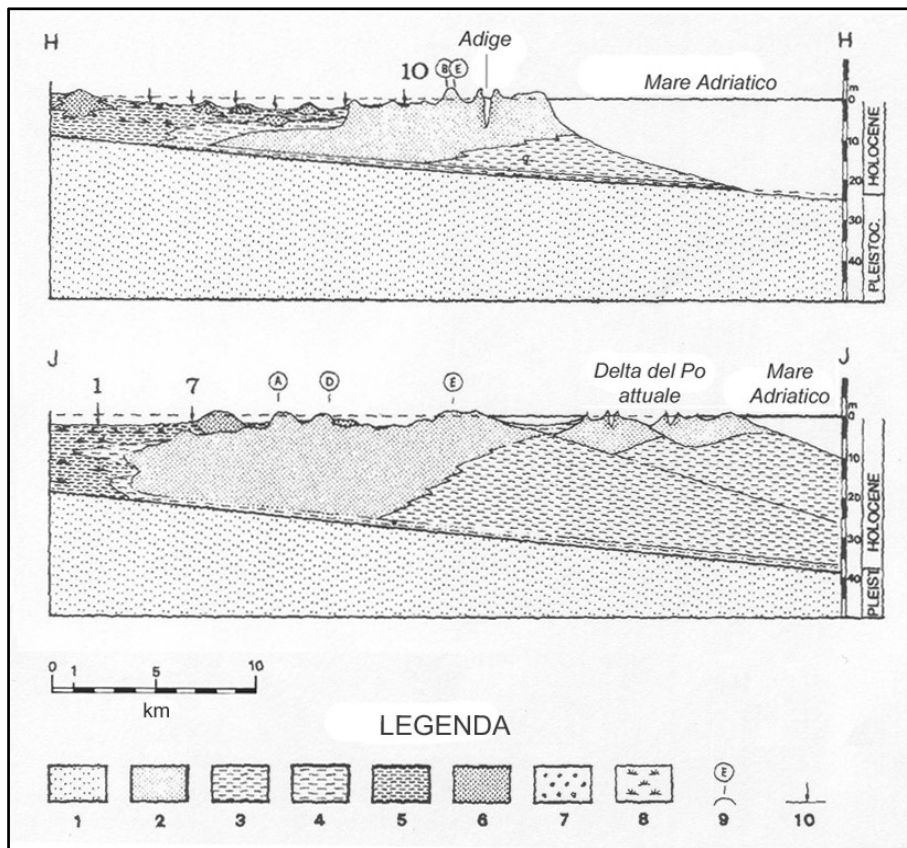 H
H
Adige
B E
10
Mare Adriatico
m
0
10
20
30
40
HOLOCENE
PLEISTOC.
J
J
1
7
A
D
E
Delta del Po
attuale
Mare
Adriatico
m
0
10
20
30
40
HOLOCENE
PLEIST
0 1 5 10
km
LEGENDA
E
1 2 3 4 5 6 7 8 9 10